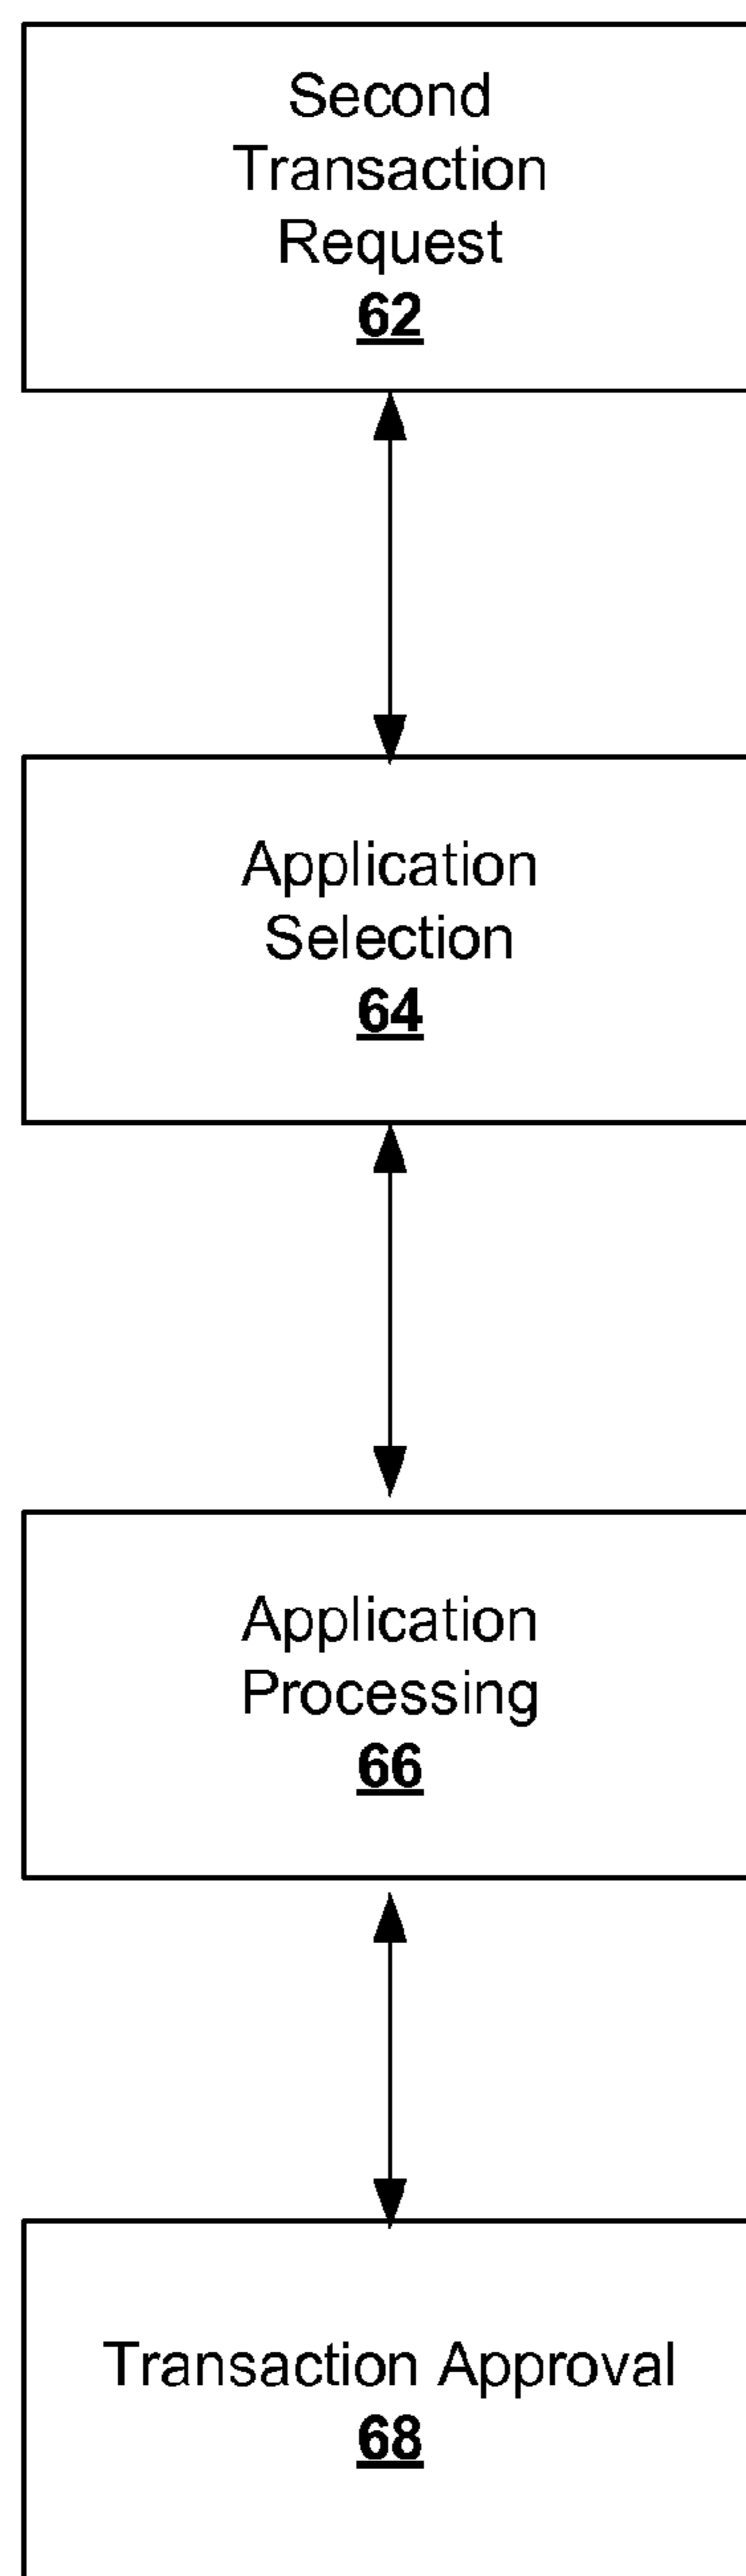 Second
Transaction
Request
62
Application
Selection
64
Application
Processing
66
Transaction Approval
68